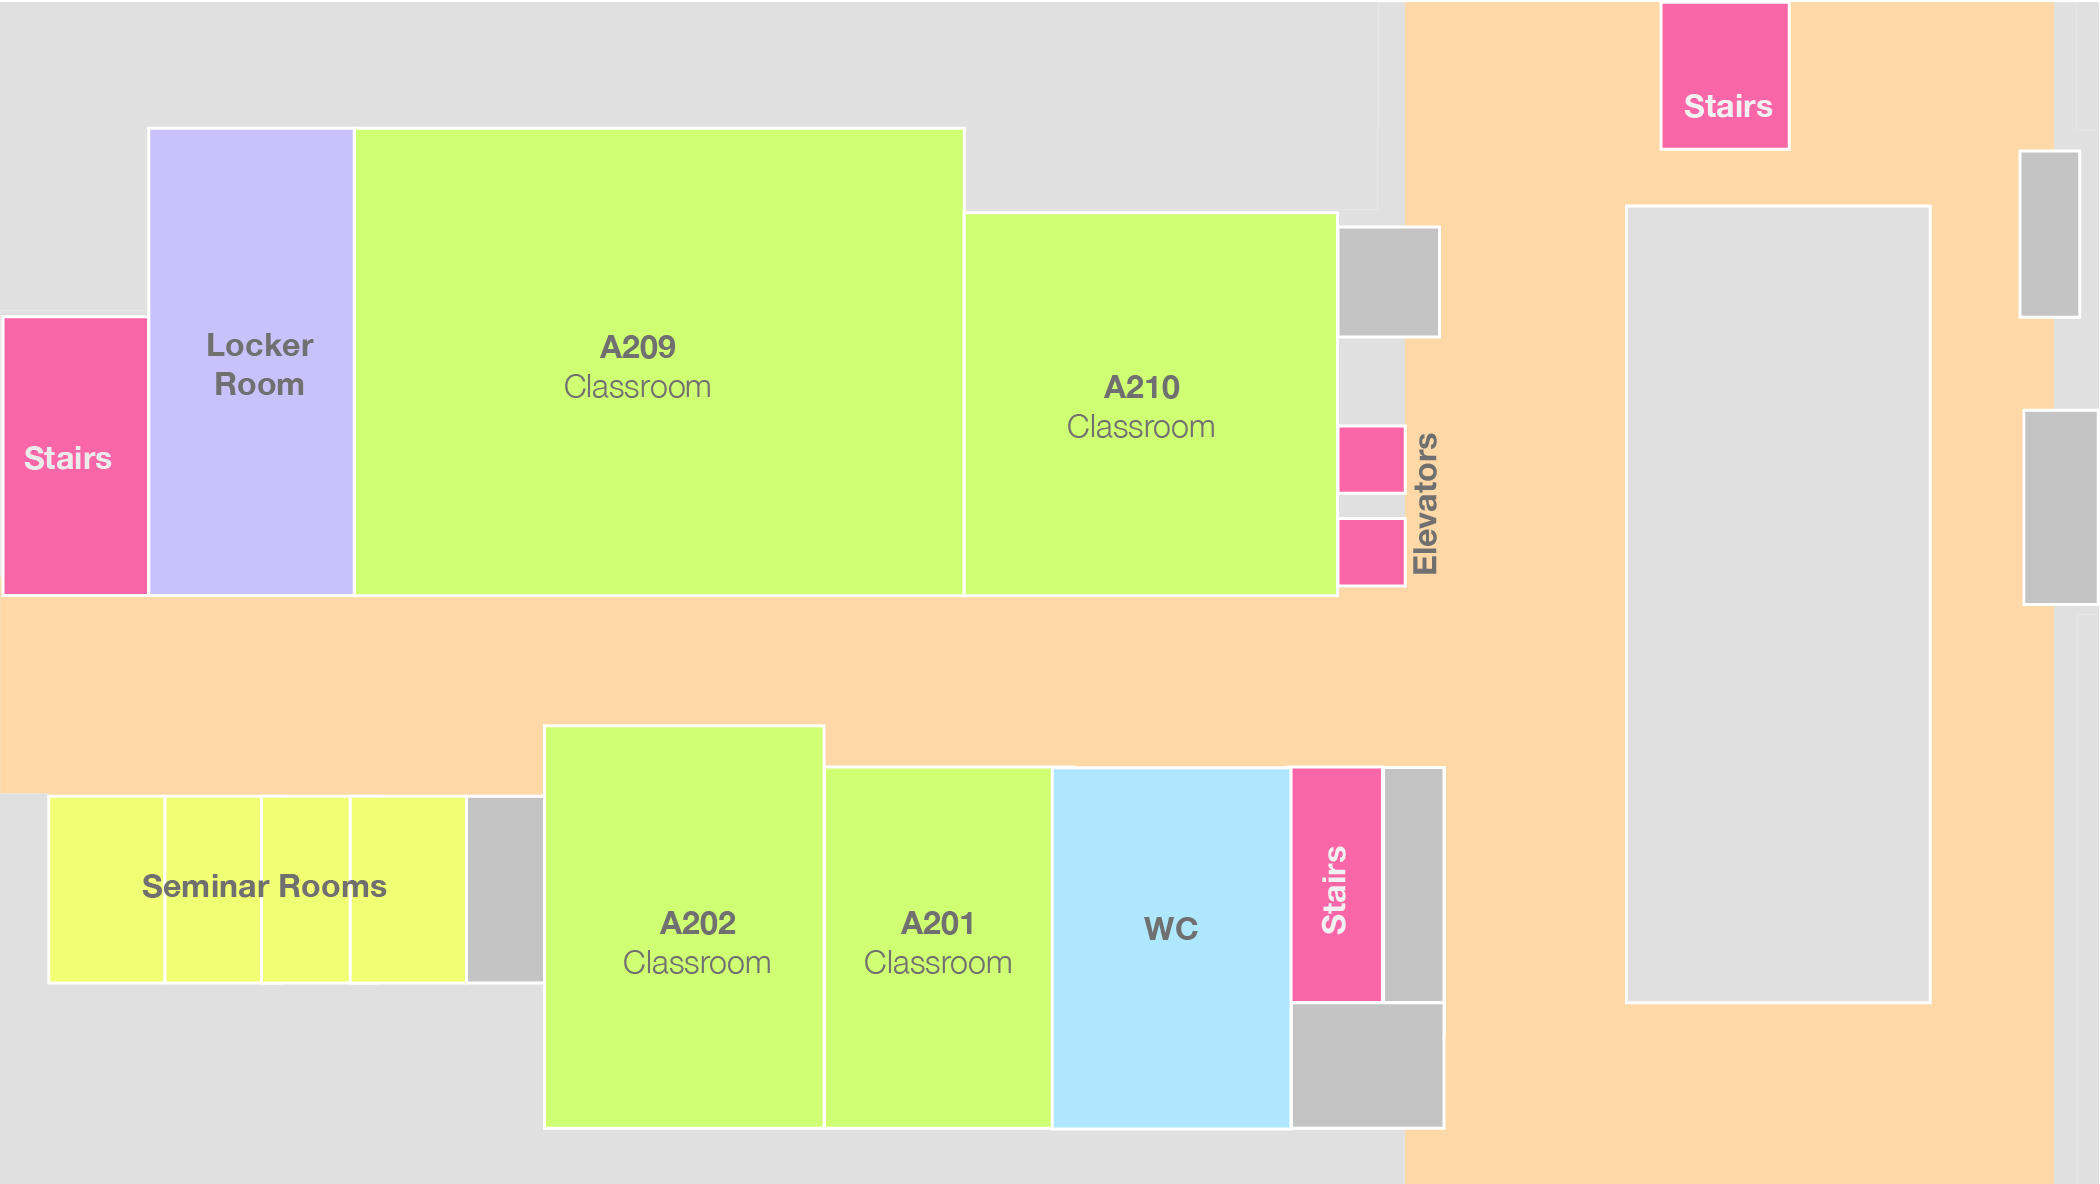 Stairs
Locker
Room
A209
Classroom
A210
Classroom
Stairs
Elevators
Seminar Rooms
A202
Classroom
A201
Classroom
WC
Stairs